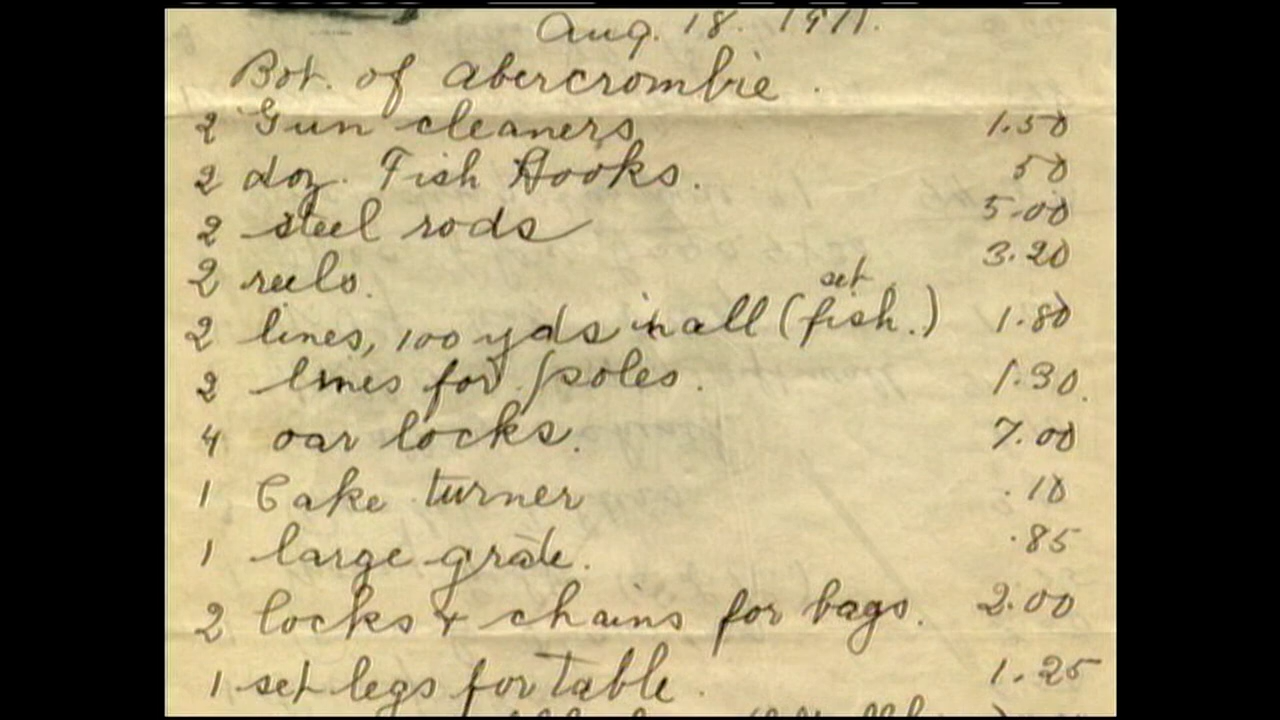 Aug. 18. 1911.
Bot. of Abercrombie.
2 Gun cleaners 1.50
2 doz. Fish Hooks. 50
2 steel rods 5.00
2 reels. 3.20
set
2 lines, 100 yds in all (fish.) 1.80
2 lines for poles. 1.30.
4 oar locks. 7.00
1 Cake turner .10
1 large grate. .85
2 locks + chains for bags. 2.00
1 set legs for table. 1.25